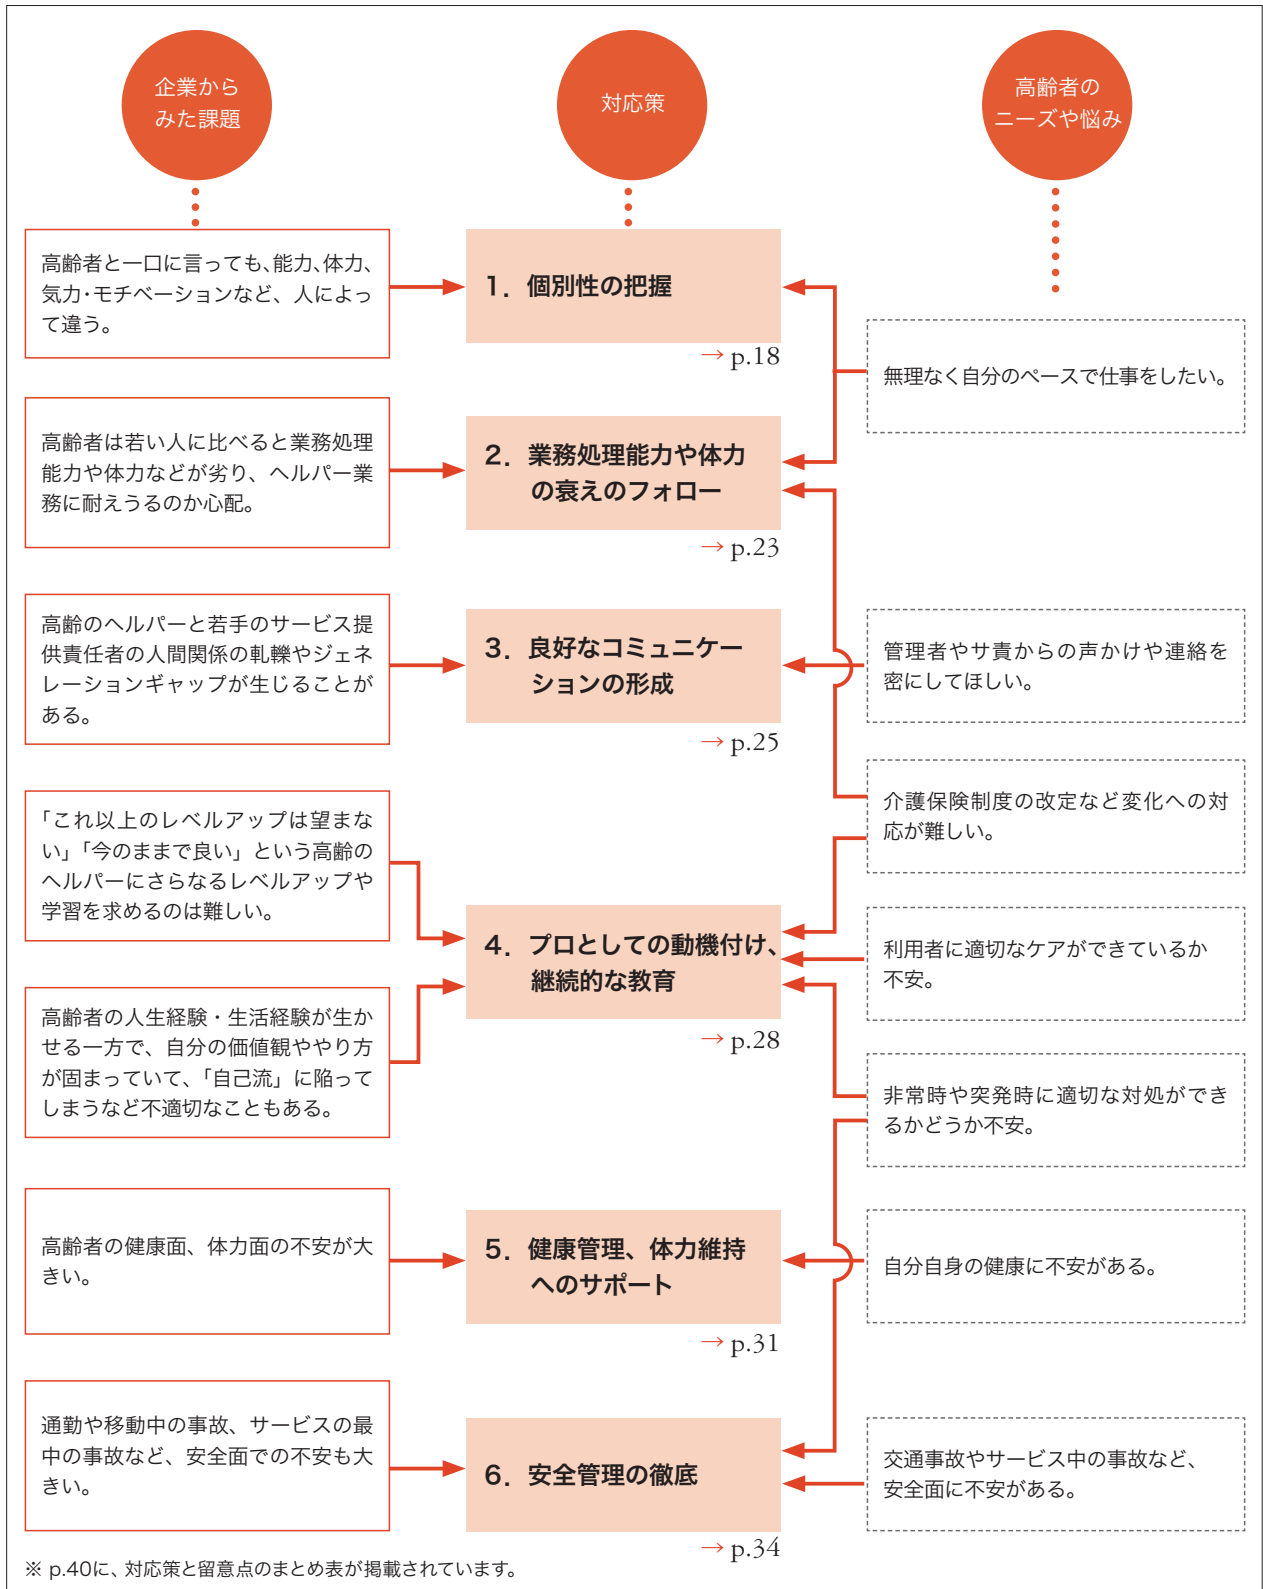 企業から
みた課題
対応策
高齢者の
ニーズや悩み
高齢者と一口に言っても、能力、体力、
気力・モチベーションなど、人によっ
て違う。
1．個別性の把握
→ p.18
無理なく自分のペースで仕事をしたい。
高齢者は若い人に比べると業務処理
能力や体力などが劣り、ヘルパー業
務に耐えうるのか心配。
2．業務処理能力や体力
の衰えのフォロー
→ p.23
高齢のヘルパーと若手のサービス提
供責任者の人間関係の軋轢やジェネ
レーションギャップが生じることが
ある。
3．良好なコミュニケー
ションの形成
→ p.25
管理者やサ責からの声かけや連絡を
密にしてほしい。
介護保険制度の改定など変化への対
応が難しい。
「これ以上のレベルアップは望まな
い」「今のままで良い」という高齢の
ヘルパーにさらなるレベルアップや
学習を求めるのは難しい。
4．プロとしての動機付け、
継続的な教育
→ p.28
利用者に適切なケアができているか
不安。
高齢者の人生経験・生活経験が生か
せる一方で、自分の価値観ややり方
が固まっていて、「自己流」に陥って
しまうなど不適切なこともある。
非常時や突発時に適切な対処ができ
るかどうか不安。
高齢者の健康面、体力面の不安が大
きい。
5．健康管理、体力維持
へのサポート
→ p.31
自分自身の健康に不安がある。
通勤や移動中の事故、サービスの最
中の事故など、安全面での不安も大
きい。
6．安全管理の徹底
→ p.34
交通事故やサービス中の事故など、
安全面に不安がある。
※ p.40に、対応策と留意点のまとめ表が掲載されています。